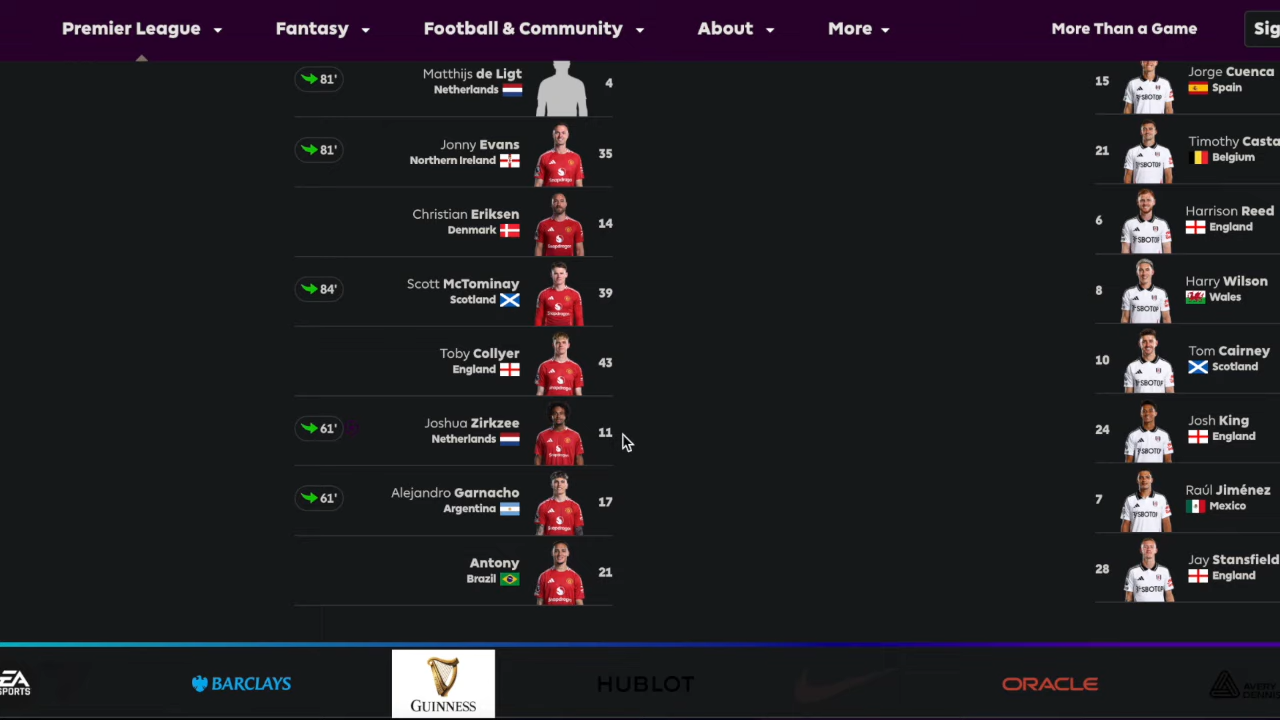 Premier League
Fantasy
Football & Community
About
More
More Than a Game
Sig
81'
Matthijs de Ligt
Netherlands
4
81'
Jonny Evans
Northern Ireland
35
Christian Eriksen
Denmark
14
84'
Scott McTominay
Scotland
39
Toby Collyer
England
43
61'
Joshua Zirkzee
Netherlands
11
61'
Alejandro Garnacho
Argentina
17
Antony
Brazil
21
15
Jorge Cuenca
Spain
21
Timothy Casta
Belgium
6
Harrison Reed
England
8
Harry Wilson
Wales
10
Tom Cairney
Scotland
24
Josh King
England
7
Raúl Jiménez
Mexico
28
Jay Stansfield
England
EA
SPORTS
BARCLAYS
GUINNESS
HUBLOT
ORACLE
AVERY
DENNI